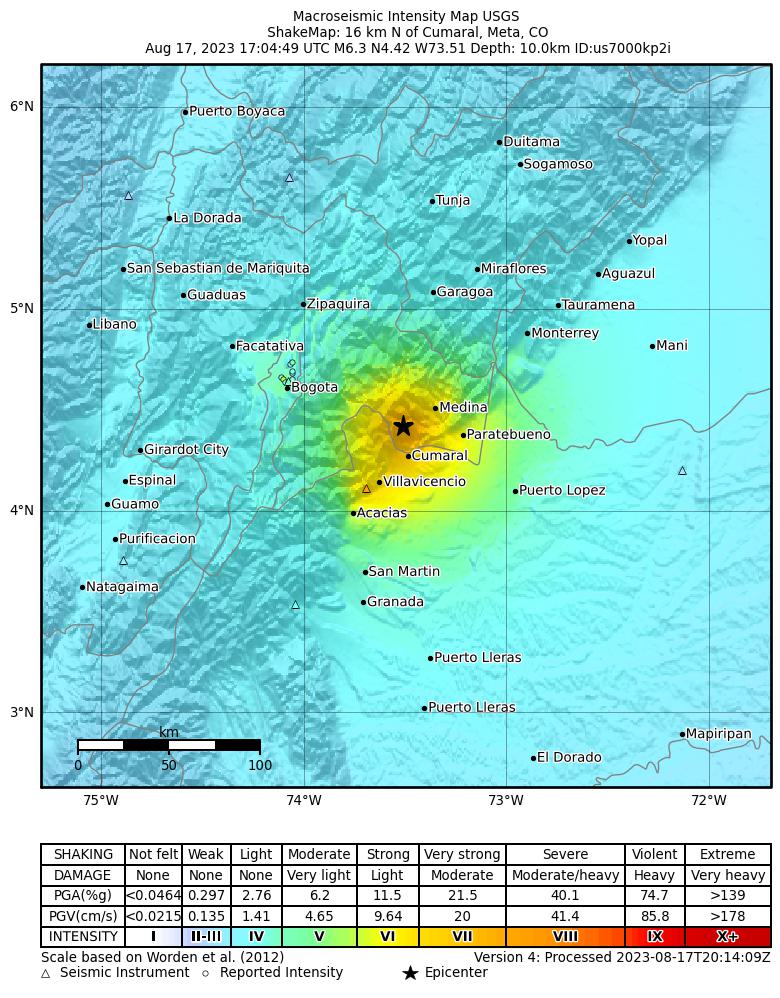 Macroseismic Intensity Map USGS
ShakeMap: 16 km N of Cumaral, Meta, CO
Aug 17, 2023 17:04:49 UTC M6.3 N4.42 W73.51 Depth: 10.0km ID:us7000kp2i
6°N
Puerto Boyaca
Duitama
Sogamoso
Tunja
La Dorada
Yopal
San Sebastian de Mariquita
Miraflores
Aguazul
Guaduas
Zipaquira
Garagoa
Tauramena
5°N
Libano
Monterrey
Facatativa
Mani
Bogota
Medina
Paratebueno
Girardot City
Cumaral
Espinal
Villavicencio
Puerto Lopez
Guamo
4°N
Acacias
Purificacion
San Martin
Natagaima
Granada
Puerto Lleras
3°N
Puerto Lleras
Mapiripan
km
El Dorado
0 50 100
75°W 74°W 73°W 72°W
SHAKING Not felt Weak Light Moderate Strong Very strong Severe Violent Extreme
DAMAGE None None None Very light Light Moderate Moderate/heavy Heavy Very heavy
PGA(%g) <0.0464 0.297 2.76 6.2 11.5 21.5 40.1 74.7 >139
PGV(cm/s) <0.0215 0.135 1.41 4.65 9.64 20 41.4 85.8 >178
INTENSITY I II-III IV V VI VII VIII IX X+
Scale based on Worden et al. (2012) Version 4: Processed 2023-08-17T20:14:09Z
Seismic Instrument Reported Intensity Epicenter